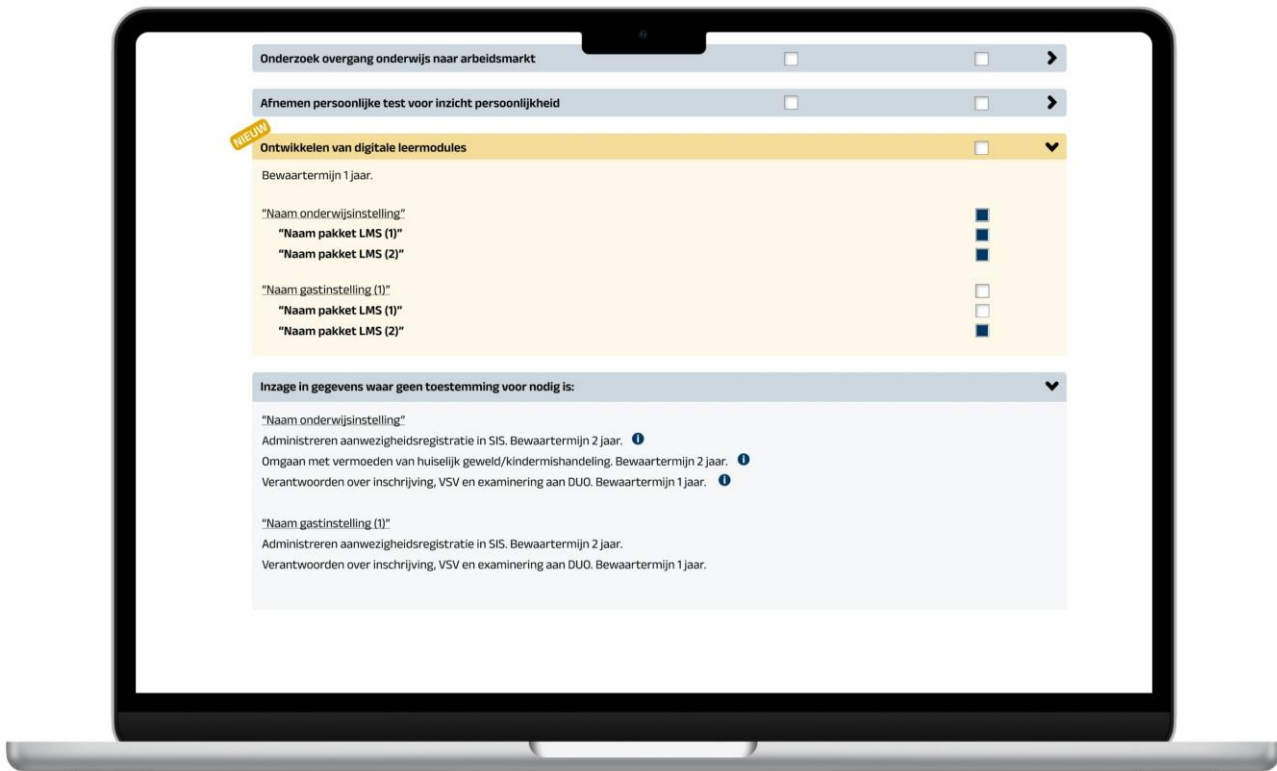 Onderzoek overgang onderwijs naar arbeidsmarkt
Afnemen persoonlijke test voor inzicht persoonlijkheid
NIEUW
Ontwikkelen van digitale leermodules
Bewaartermijn 1 jaar.
"Naam onderwijsinstelling"
"Naam pakket LMS (1)"
"Naam pakket LMS (2)"
"Naam gastinstelling (1)"
"Naam pakket LMS (1)"
"Naam pakket LMS (2)"
Inzage in gegevens waar geen toestemming voor nodig is:
"Naam onderwijsinstelling"
Administreren aanwezigheidsregistratie in SIS. Bewaartermijn 2 jaar. i
Omgaan met vermoeden van huiselijk geweld/kindermishandeling. Bewaartermijn 2 jaar. i
Verantwoorden over inschrijving, VSV en examinering aan DUO. Bewaartermijn 1 jaar. i
"Naam gastinstelling (1)"
Administreren aanwezigheidsregistratie in SIS. Bewaartermijn 2 jaar.
Verantwoorden over inschrijving, VSV en examinering aan DUO. Bewaartermijn 1 jaar.